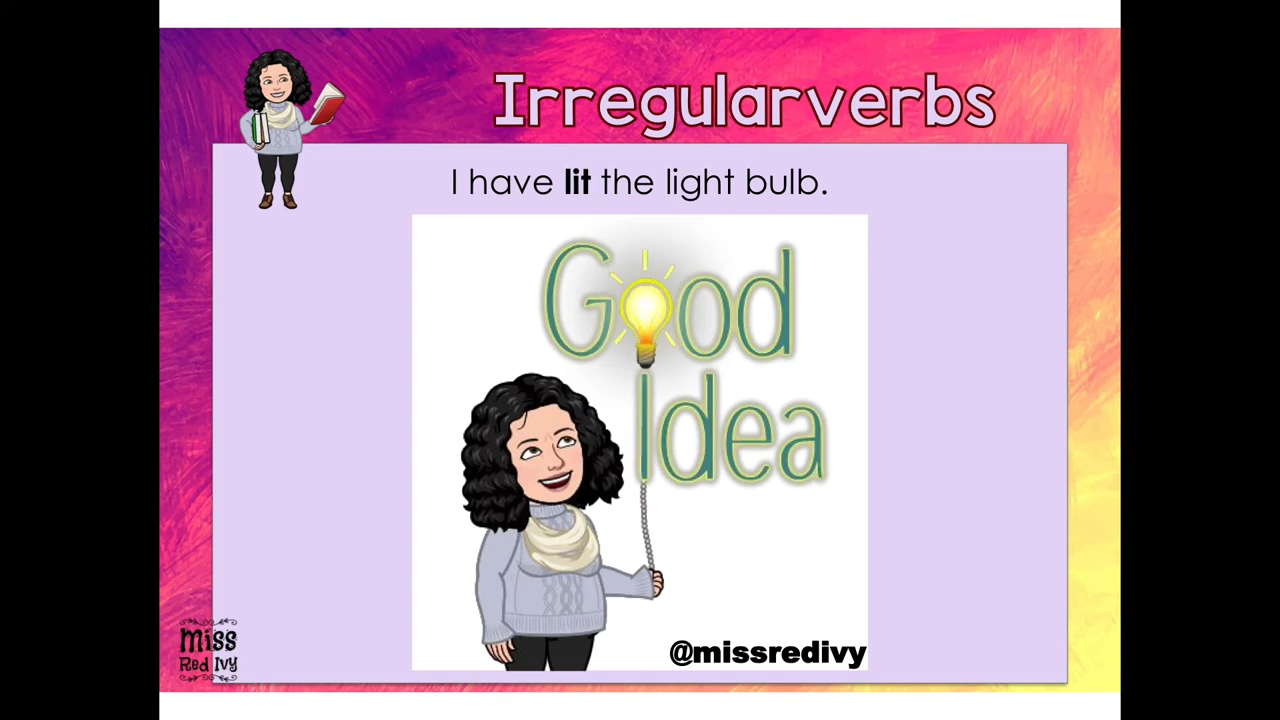 Irregularverbs
I have lit the light bulb.
Good
Idea
@missredivy
Miss
Red Ivy